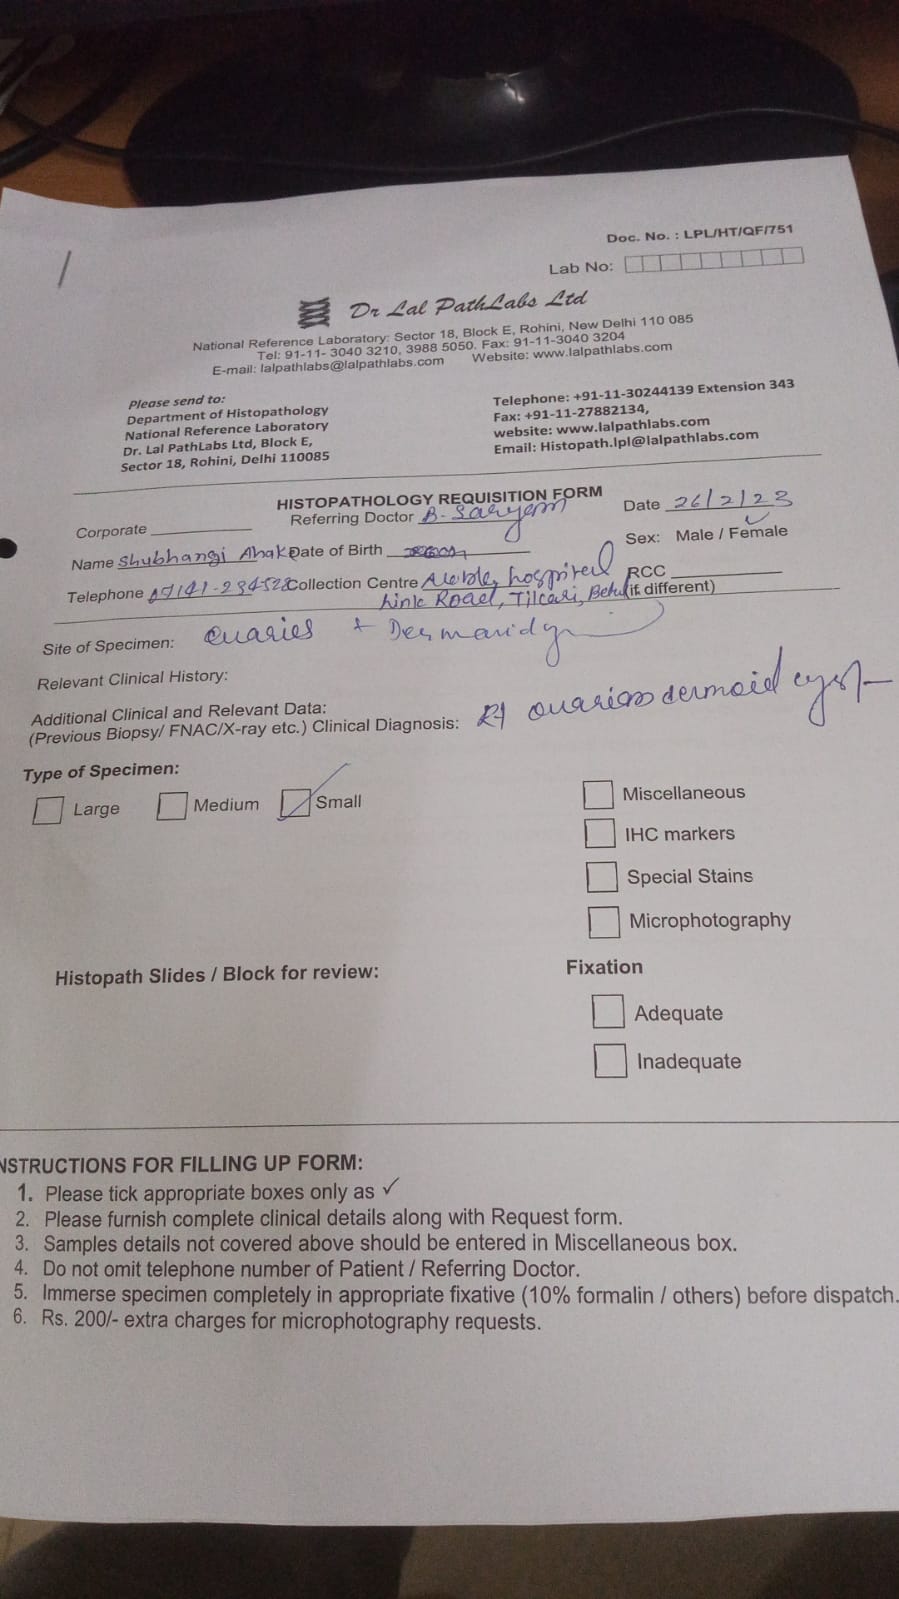 Doc. No. : LPL/HT/QF/751
Lab No:
Dr Lal PathLabs Ltd
National Reference Laboratory: Sector 18, Block E, Rohini, New Delhi 110 085
Tel: 91-11- 3040 3210, 3988 5050. Fax: 91-11-3040 3204
E-mail: lalpathlabs@lalpathlabs.com Website: www.lalpathlabs.com
Please send to:
Department of Histopathology
National Reference Laboratory
Dr. Lal PathLabs Ltd, Block E,
Sector 18, Rohini, Delhi 110085
Telephone: +91-11-30244139 Extension 343
Fax: +91-11-27882134,
website: www.lalpathlabs.com
Email: Histopath.lpl@lalpathlabs.com
HISTOPATHOLOGY REQUISITION FORM
Corporate Referring Doctor B. Date 26/2/23
Name Shubhangi Date of Birth Sex: Male / Female
Telephone Collection Centre hospital RCC
Link Road, (if different)
Site of Specimen: Ovaries +
Relevant Clinical History:
Additional Clinical and Relevant Data:
(Previous Biopsy/ FNAC/X-ray etc.) Clinical Diagnosis: Rt dermoid cyst
Type of Specimen:
Large Medium Small
Miscellaneous
IHC markers
Special Stains
Microphotography
Histopath Slides / Block for review:
Fixation
Adequate
Inadequate
NSTRUCTIONS FOR FILLING UP FORM:
1. Please tick appropriate boxes only as ✓
2. Please furnish complete clinical details along with Request form.
3. Samples details not covered above should be entered in Miscellaneous box.
4. Do not omit telephone number of Patient / Referring Doctor.
5. Immerse specimen completely in appropriate fixative (10% formalin / others) before dispatch.
6. Rs. 200/- extra charges for microphotography requests.